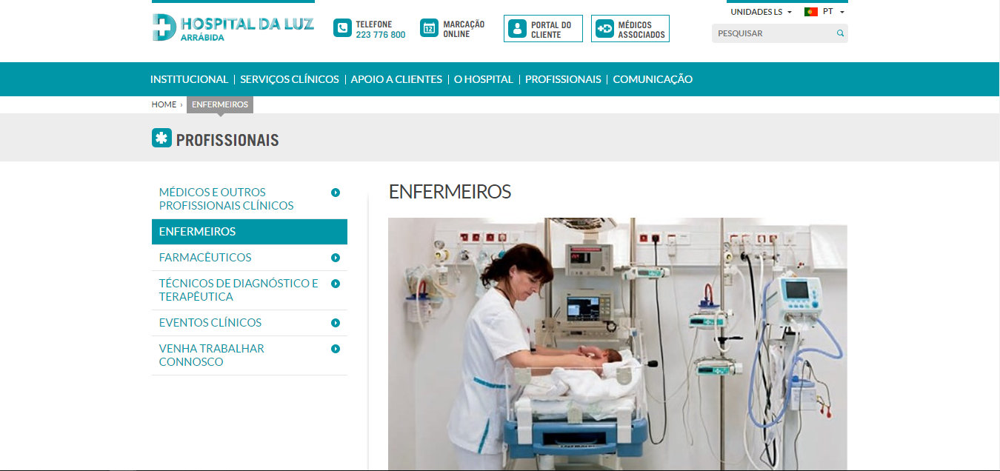 HOSPITAL DA LUZ
ARRÁBIDA
TELEFONE
223 776 800
12
MARCAÇÃO
ONLINE
PORTAL DO
CLIENTE
MÉDICOS
ASSOCIADOS
UNIDADES LS
PT
PESQUISAR
INSTITUCIONAL | SERVIÇOS CLÍNICOS | APOIO A CLIENTES | O HOSPITAL | PROFISSIONAIS | COMUNICAÇÃO
HOME › ENFERMEIROS
PROFISSIONAIS
MÉDICOS E OUTROS
PROFISSIONAIS CLÍNICOS
ENFERMEIROS
FARMACÊUTICOS
TÉCNICOS DE DIAGNÓSTICO E
TERAPÊUTICA
EVENTOS CLÍNICOS
VENHA TRABALHAR
CONNOSCO
ENFERMEIROS